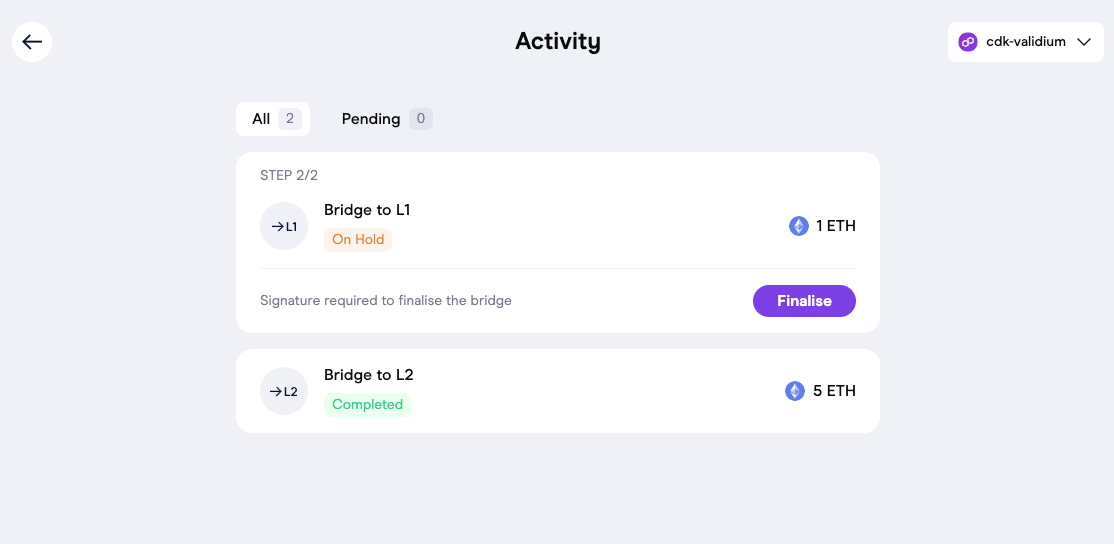 Activity
cdk-validium
All 2 Pending 0
STEP 2/2
Bridge to L1
→L1
On Hold
1 ETH
Signature required to finalise the bridge
Finalise
Bridge to L2
→L2
Completed
5 ETH